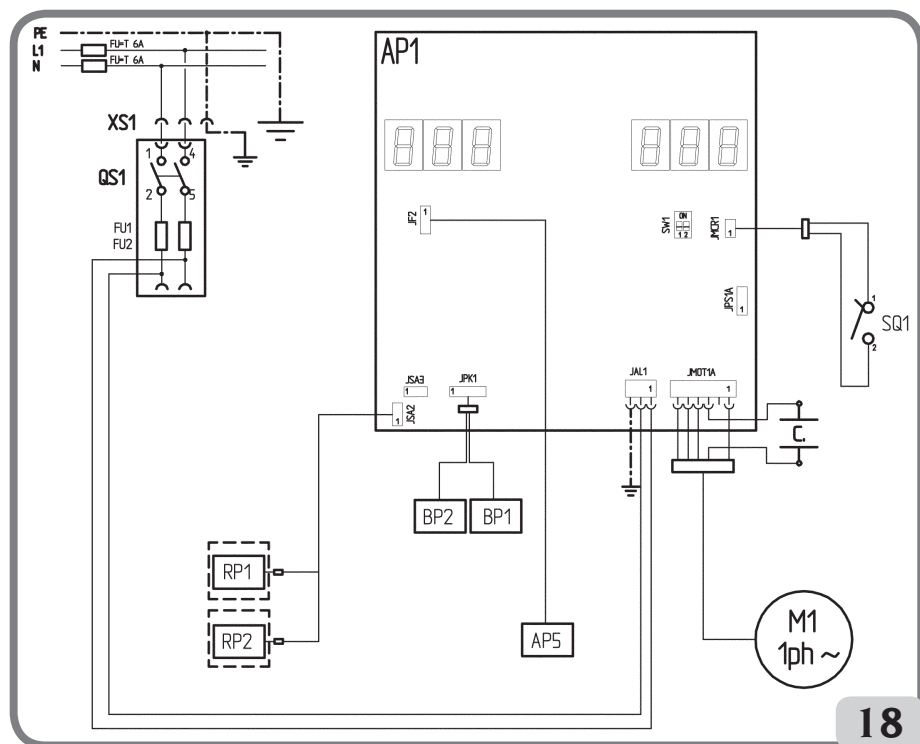 PE
L1 FU=T 6A
N FU=T 6A
AP1
XS1
1 4
QS1
2 5
FU1
FU2
JF2 1
SW1 ON 1 2
JMCR1 1
JPS1A 1
1
SQ1
2
JSA3 1
JPK1 1
JSA2 1
JAL1 1
JMOT1A 1
C.
BP2 BP1
RP1
RP2
AP5
M1
1ph ~
18